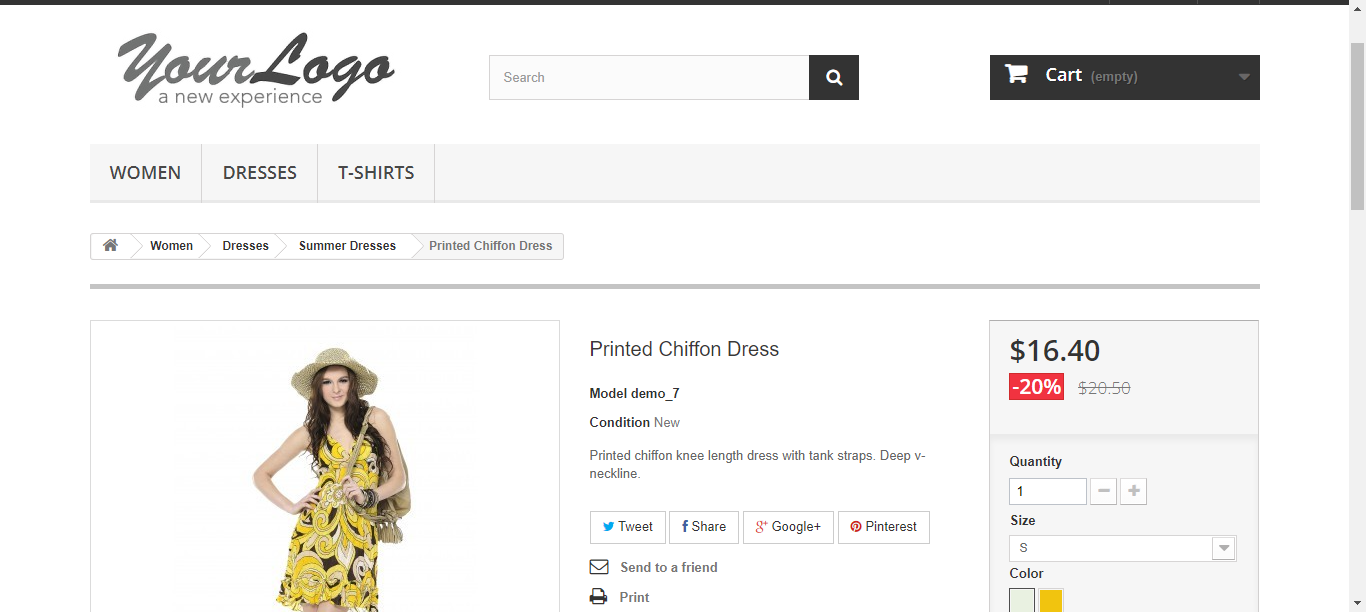 YourLogo
a new experience
Search
Cart (empty)
WOMEN DRESSES T-SHIRTS
Women Dresses Summer Dresses Printed Chiffon Dress
Printed Chiffon Dress
Model demo_7
Condition New
Printed chiffon knee length dress with tank straps. Deep v-
neckline.
Tweet Share Google+ Pinterest
Send to a friend
Print
$16.40
-20% $20.50
Quantity
1
Size
S
Color